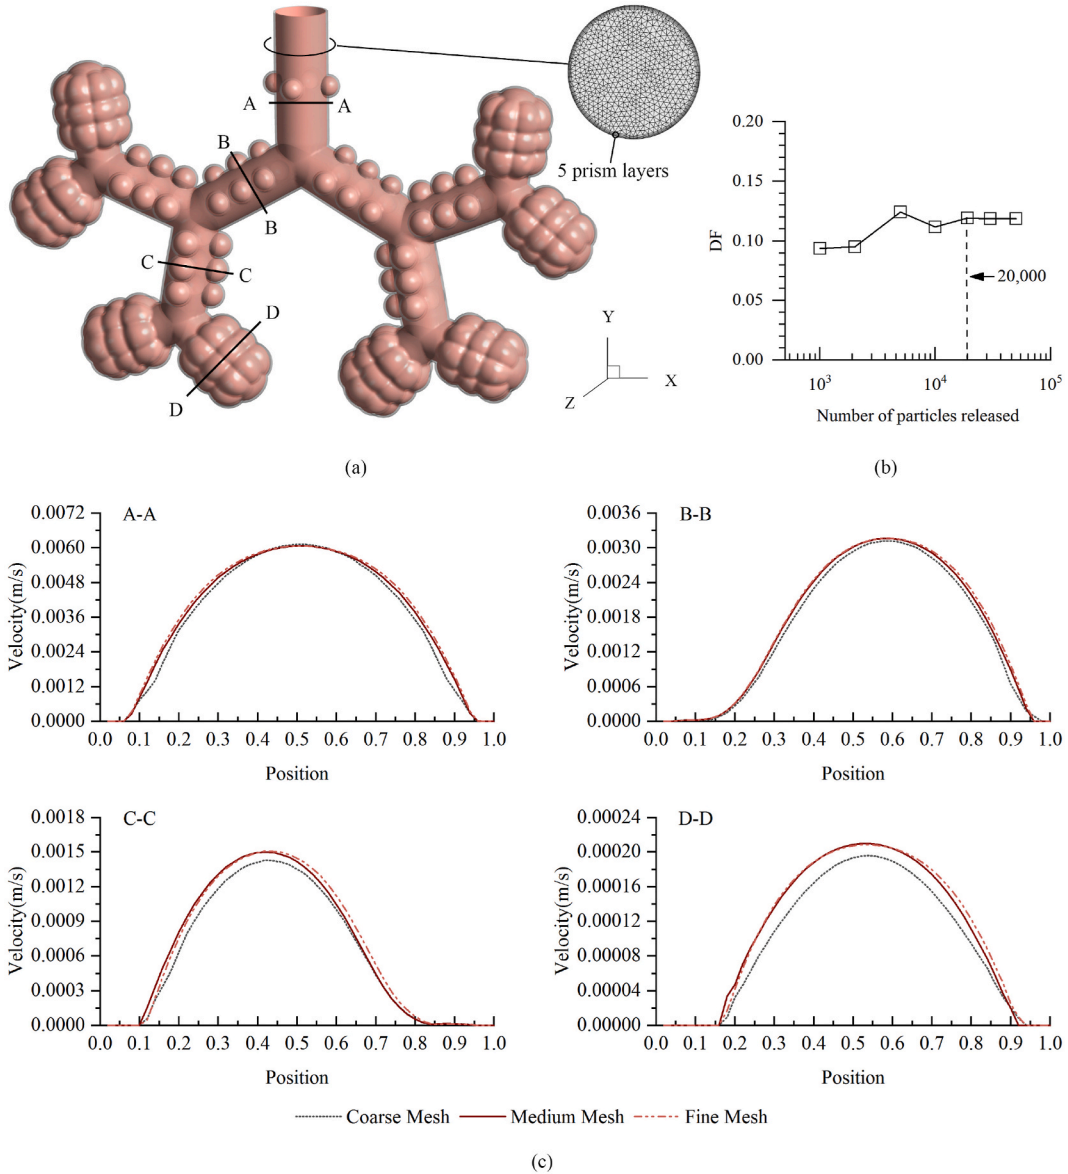 A A
B
B
C C
D
D
5 prism layers
Y
X
Z
(a)
0.20
0.15
0.10
0.05
0.00
DF
20,000
10³ 10⁴ 10⁵
Number of particles released
(b)
A-A
0.0072
0.0060
0.0048
0.0036
0.0024
0.0012
0.0000
Velocity(m/s)
0.0 0.1 0.2 0.3 0.4 0.5 0.6 0.7 0.8 0.9 1.0
Position
B-B
0.0036
0.0030
0.0024
0.0018
0.0012
0.0006
0.0000
Velocity(m/s)
0.0 0.1 0.2 0.3 0.4 0.5 0.6 0.7 0.8 0.9 1.0
Position
C-C
0.0018
0.0015
0.0012
0.0009
0.0006
0.0003
0.0000
Velocity(m/s)
0.0 0.1 0.2 0.3 0.4 0.5 0.6 0.7 0.8 0.9 1.0
Position
D-D
0.00024
0.00020
0.00016
0.00012
0.00008
0.00004
0.00000
Velocity(m/s)
0.0 0.1 0.2 0.3 0.4 0.5 0.6 0.7 0.8 0.9 1.0
Position
Coarse Mesh Medium Mesh Fine Mesh
(c)